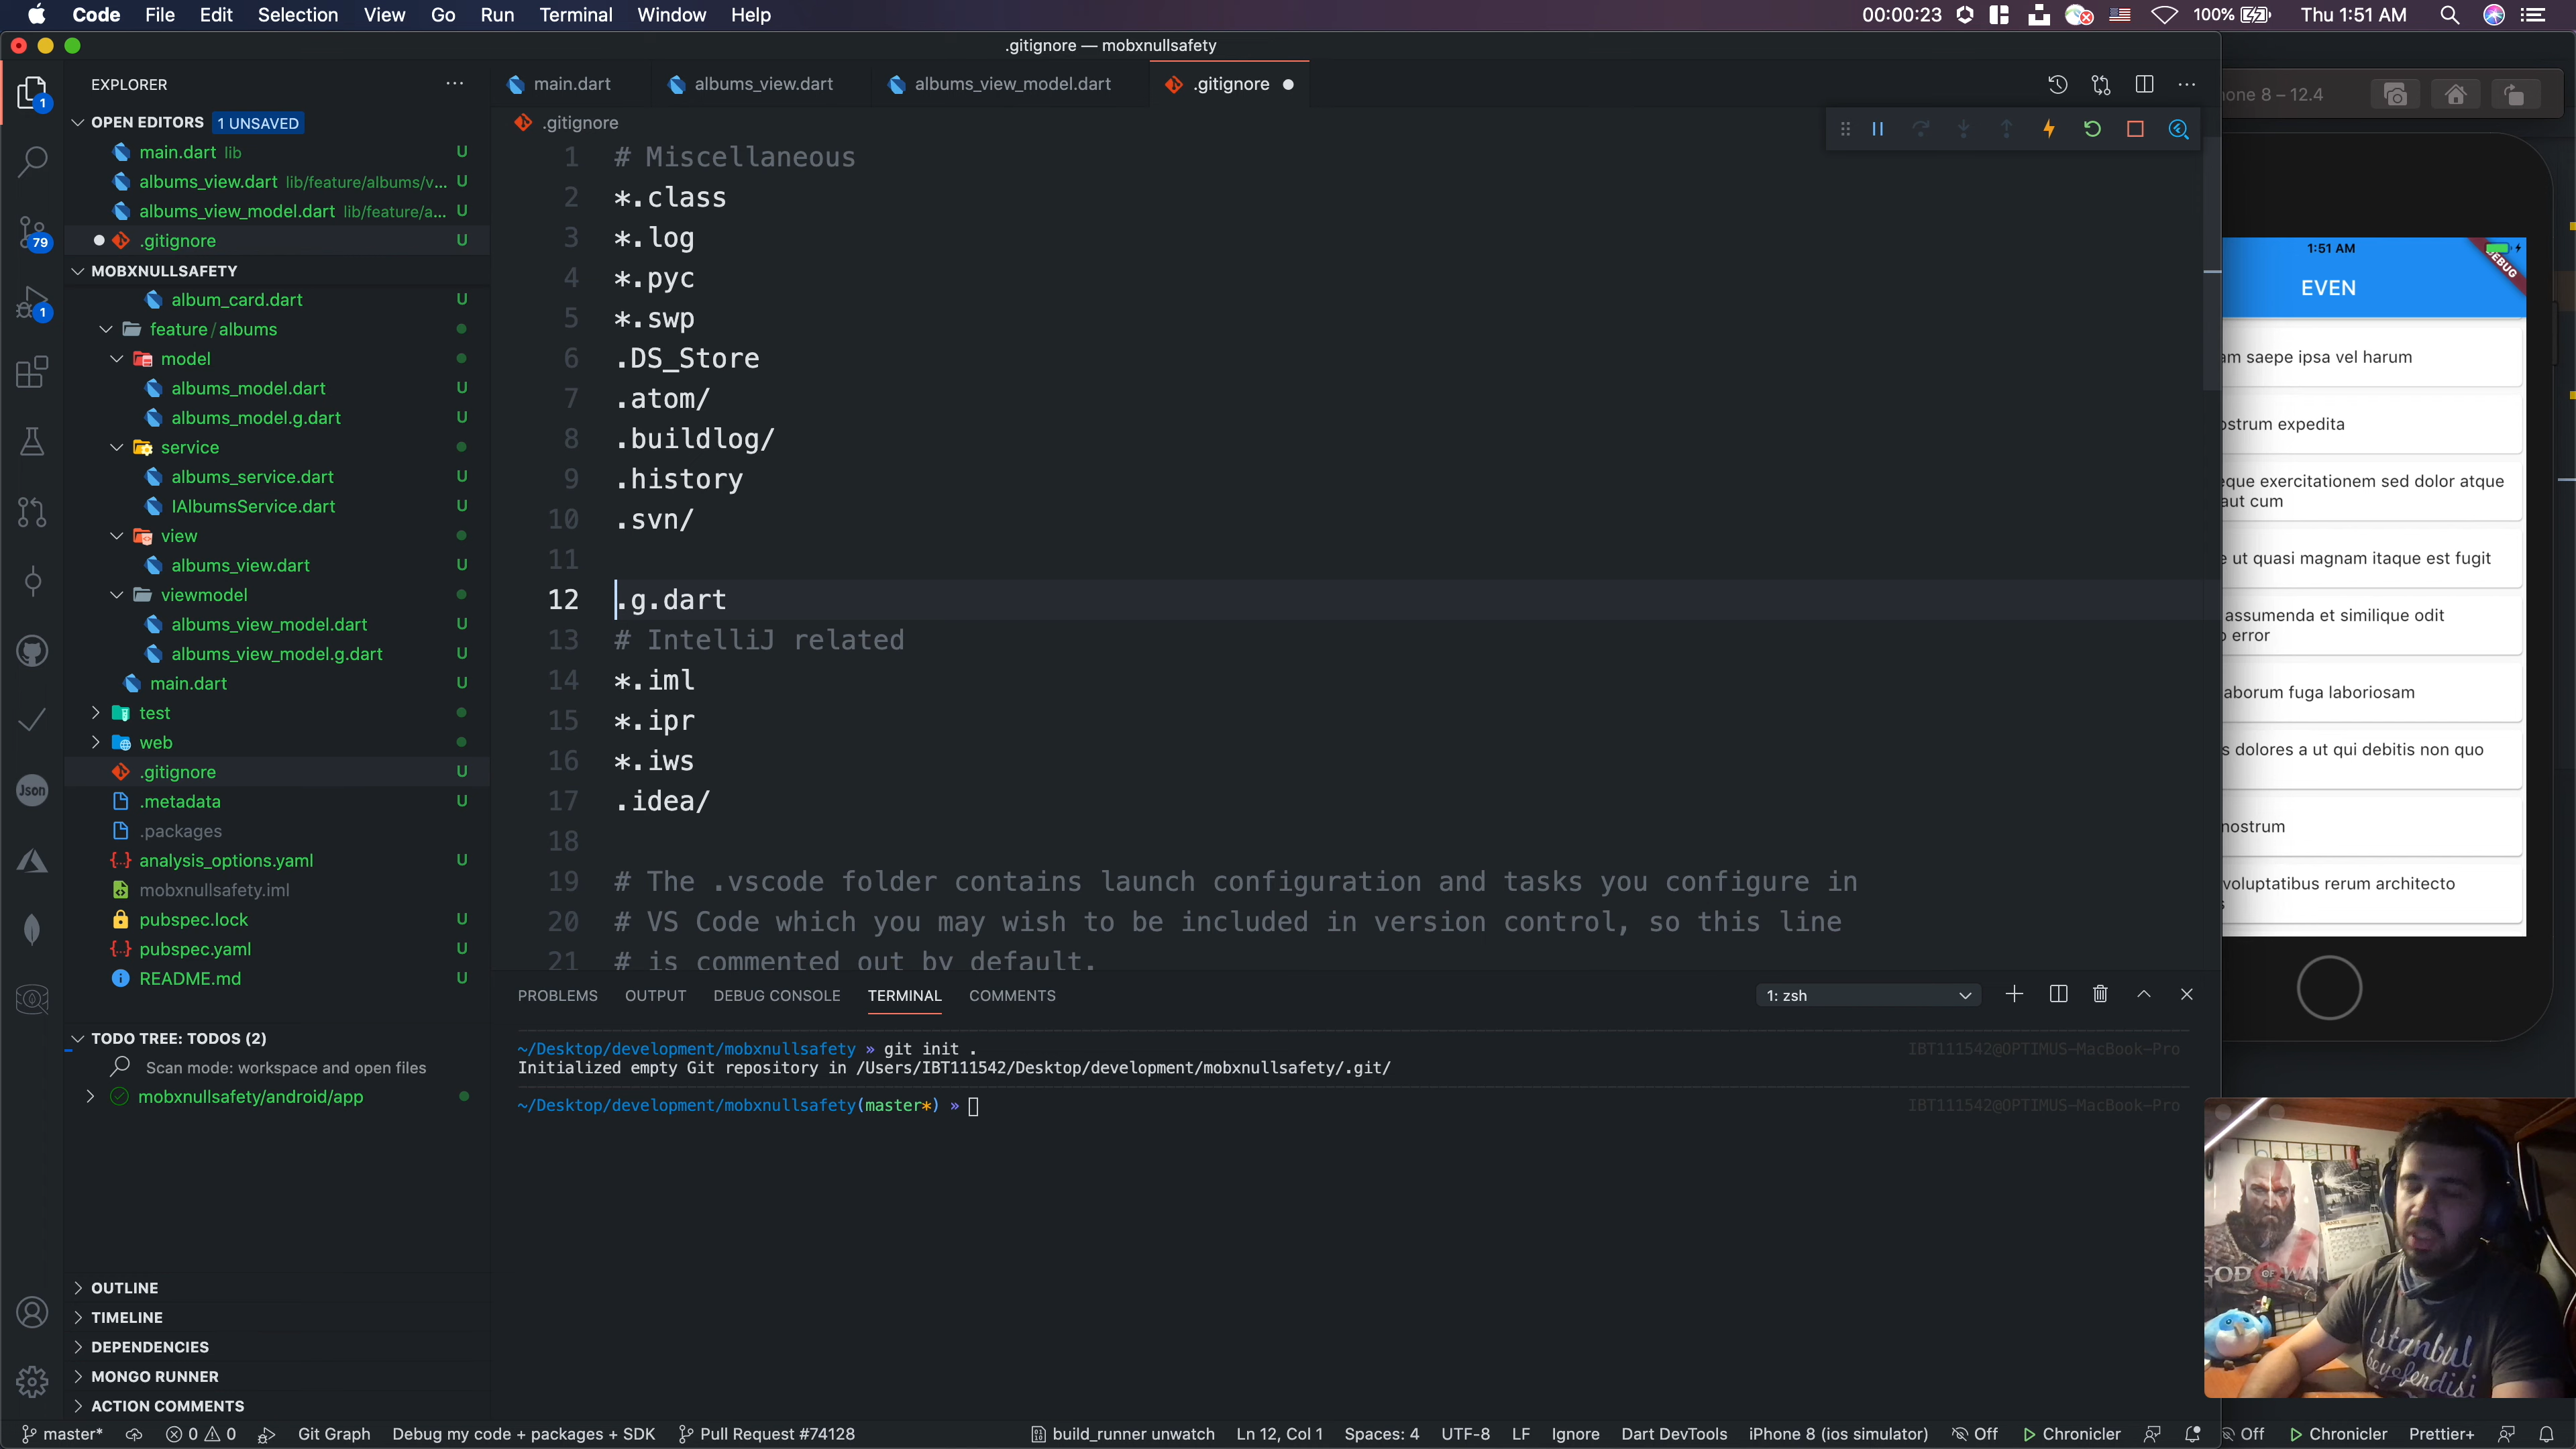 Code File Edit Selection View Go Run Terminal Window Help
00:00:23 100% Thu 1:51 AM
.gitignore — mobxnullsafety
EXPLORER
OPEN EDITORS 1 UNSAVED
main.dart lib U
albums_view.dart lib/feature/albums/v... U
albums_view_model.dart lib/feature/a... U
.gitignore U
MOBXNULLSAFETY
album_card.dart U
feature/albums
model
albums_model.dart U
albums_model.g.dart U
service
albums_service.dart U
IAlbumsService.dart U
view
albums_view.dart U
viewmodel
albums_view_model.dart U
albums_view_model.g.dart U
main.dart U
test
web
.gitignore U
.metadata U
.packages
analysis_options.yaml U
mobxnullsafety.iml
pubspec.lock U
pubspec.yaml U
README.md U
TODO TREE: TODOS (2)
Scan mode: workspace and open files
mobxnullsafety/android/app
OUTLINE
TIMELINE
DEPENDENCIES
MONGO RUNNER
ACTION COMMENTS
1
79
1
Json
main.dart albums_view.dart albums_view_model.dart .gitignore
.gitignore
1 # Miscellaneous
2 *.class
3 *.log
4 *.pyc
5 *.swp
6 .DS_Store
7 .atom/
8 .buildlog/
9 .history
10 .svn/
11
12 .g.dart
13 # IntelliJ related
14 *.iml
15 *.ipr
16 *.iws
17 .idea/
18
19 # The .vscode folder contains launch configuration and tasks you configure in
20 # VS Code which you may wish to be included in version control, so this line
21 # is commented out by default.
PROBLEMS OUTPUT DEBUG CONSOLE TERMINAL COMMENTS
1: zsh
~/Desktop/development/mobxnullsafety » git init . IBT111542@OPTIMUS-MacBook-Pro
Initialized empty Git repository in /Users/IBT111542/Desktop/development/mobxnullsafety/.git/
~/Desktop/development/mobxnullsafety(master*) » IBT111542@OPTIMUS-MacBook-Pro
one 8 – 12.4
1:51 AM
DEBUG
EVEN
am saepe ipsa vel harum
ostrum expedita
eque exercitationem sed dolor atque
aut cum
e ut quasi magnam itaque est fugit
assumenda et similique odit
o error
aborum fuga laboriosam
s dolores a ut qui debitis non quo
nostrum
voluptatibus rerum architecto
GOD OF WAR
istanbul
beyefendisi
master* 0 0 Git Graph Debug my code + packages + SDK Pull Request #74128 build_runner unwatch Ln 12, Col 1 Spaces: 4 UTF-8 LF Ignore Dart DevTools iPhone 8 (ios simulator) Off Chronicler Off Chronicler Prettier+